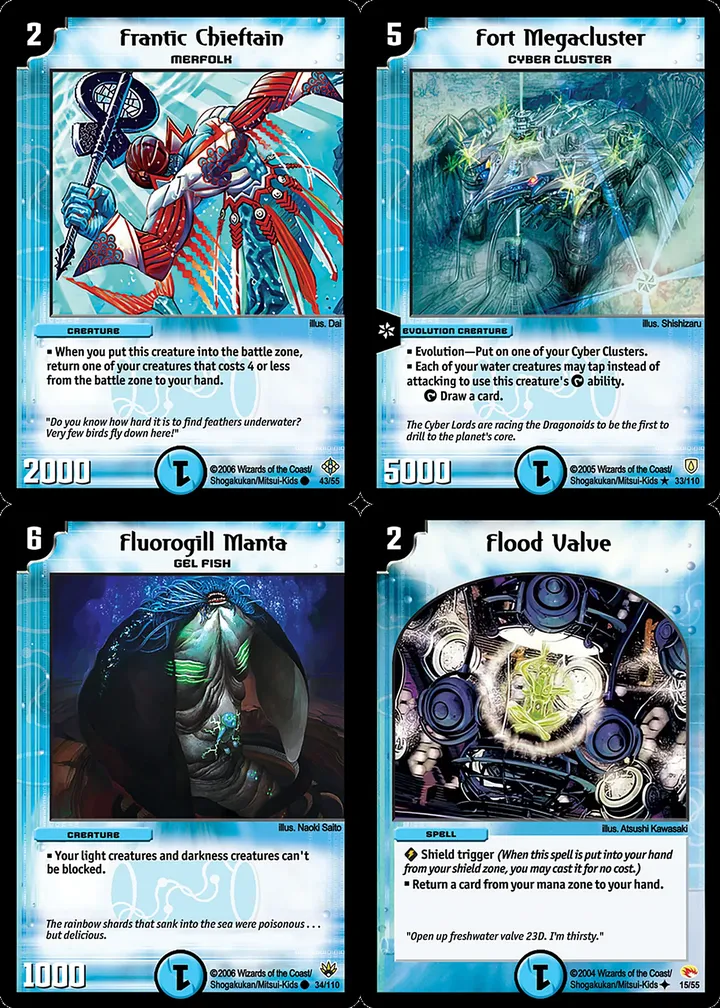 2
Frantic Chieftain
MERFOLK
illus. Dai
CREATURE
▪ When you put this creature into the battle zone,
return one of your creatures that costs 4 or less
from the battle zone to your hand.
"Do you know how hard it is to find feathers underwater?
Very few birds fly down here!"
2000
©2006 Wizards of the Coast/
Shogakukan/Mitsui-Kids ● 43/55
5
Fort Megacluster
CYBER CLUSTER
illus. Shishizaru
EVOLUTION CREATURE
▪ Evolution—Put on one of your Cyber Clusters.
▪ Each of your water creatures may tap instead of
attacking to use this creature's ability.
Draw a card.
The Cyber Lords are racing the Dragonoids to be the first to
drill to the planet's core.
5000
©2005 Wizards of the Coast/
Shogakukan/Mitsui-Kids ★ 33/110
6
Fluorogill Manta
GEL FISH
illus. Naoki Saito
CREATURE
▪ Your light creatures and darkness creatures can't
be blocked.
The rainbow shards that sank into the sea were poisonous . . .
but delicious.
1000
©2006 Wizards of the Coast/
Shogakukan/Mitsui-Kids ● 34/110
2
Flood Valve
illus. Atsushi Kawasaki
SPELL
Shield trigger (When this spell is put into your hand
from your shield zone, you may cast it for no cost.)
▪ Return a card from your mana zone to your hand.
"Open up freshwater valve 23D. I'm thirsty."
©2004 Wizards of the Coast/
Shogakukan/Mitsui-Kids ✦ 15/55